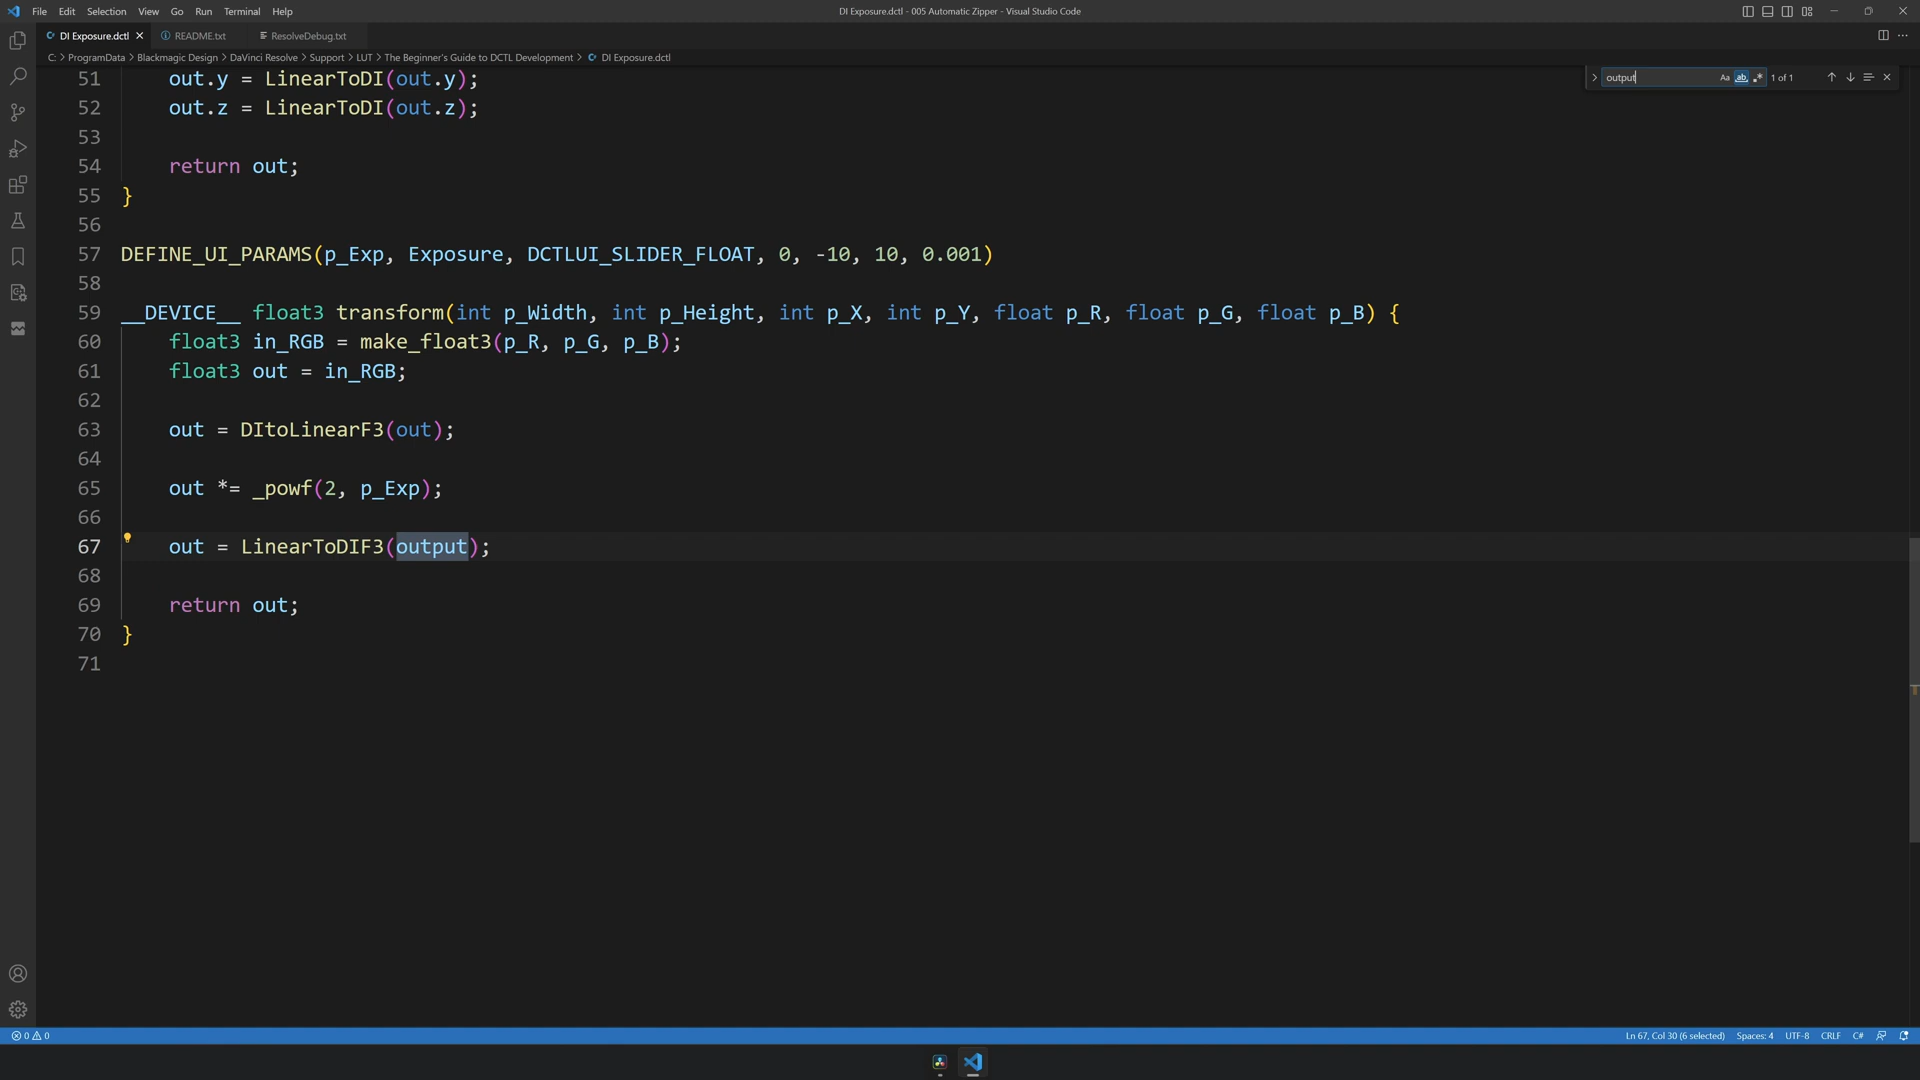 File Edit Selection View Go Run Terminal Help
DI Exposure.dctl - 005 Automatic Zipper - Visual Studio Code
DI Exposure.dctl README.txt ResolveDebug.txt
C: > ProgramData > Blackmagic Design > DaVinci Resolve > Support > LUT > The Beginner's Guide to DCTL Development > DI Exposure.dctl
output Aa ab 1 of 1
51 out.y = LinearToDI(out.y);
52 out.z = LinearToDI(out.z);
53
54 return out;
55 }
56
57 DEFINE_UI_PARAMS(p_Exp, Exposure, DCTLUI_SLIDER_FLOAT, 0, -10, 10, 0.001)
58
59 __DEVICE__ float3 transform(int p_Width, int p_Height, int p_X, int p_Y, float p_R, float p_G, float p_B) {
60 float3 in_RGB = make_float3(p_R, p_G, p_B);
61 float3 out = in_RGB;
62
63 out = DItoLinearF3(out);
64
65 out *= _powf(2, p_Exp);
66
67 out = LinearToDIF3(output);
68
69 return out;
70 }
71
0 0 Ln 67, Col 30 (6 selected) Spaces: 4 UTF-8 CRLF C#